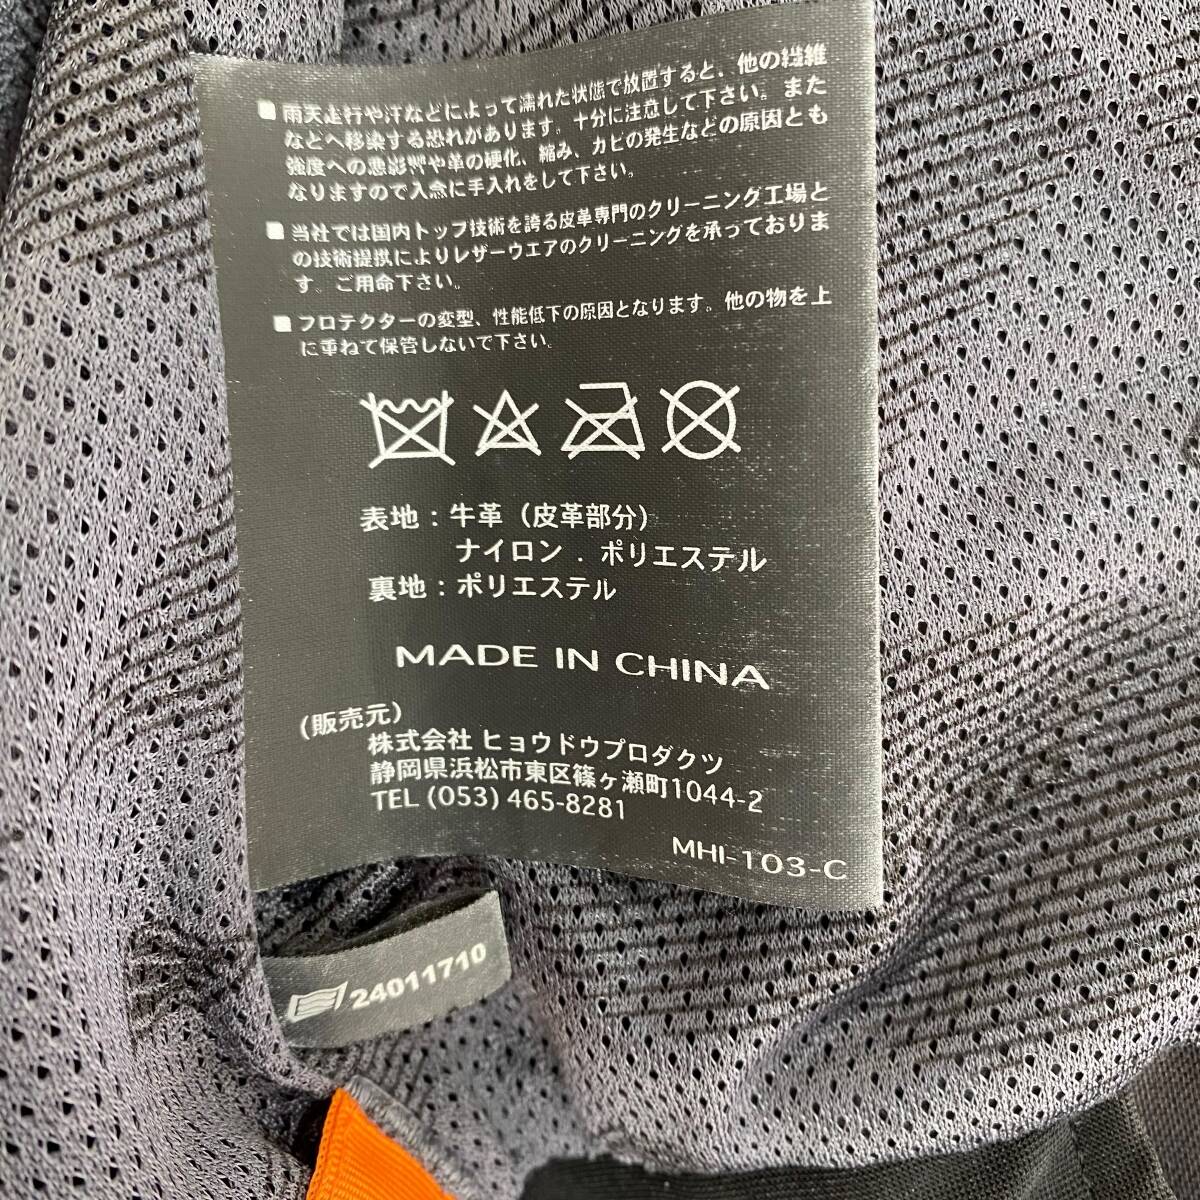 ■ 雨天走行や汗などによって濡れた状態で放置すると、他の繊維
などへ移染する恐れがあります。十分に注意して下さい。また
強度への悪影響や革の硬化、縮み、カビの発生などの原因とも
なりますので入念に手入れをして下さい。
■ 当社では国内トップ技術を誇る皮革専門のクリーニング工場と
の技術提携によりレザーウエアのクリーニングを承っておりま
す。ご用命下さい。
■ プロテクターの変型、性能低下の原因となります。他の物を上
に重ねて保管しないで下さい。
表地：牛革（皮革部分）
ナイロン．ポリエステル
裏地：ポリエステル
MADE IN CHINA
（販売元）
株式会社 ヒョウドウプロダクツ
静岡県浜松市東区篠ヶ瀬町1044-2
TEL (053) 465-8281
MHI-103-C
24011710